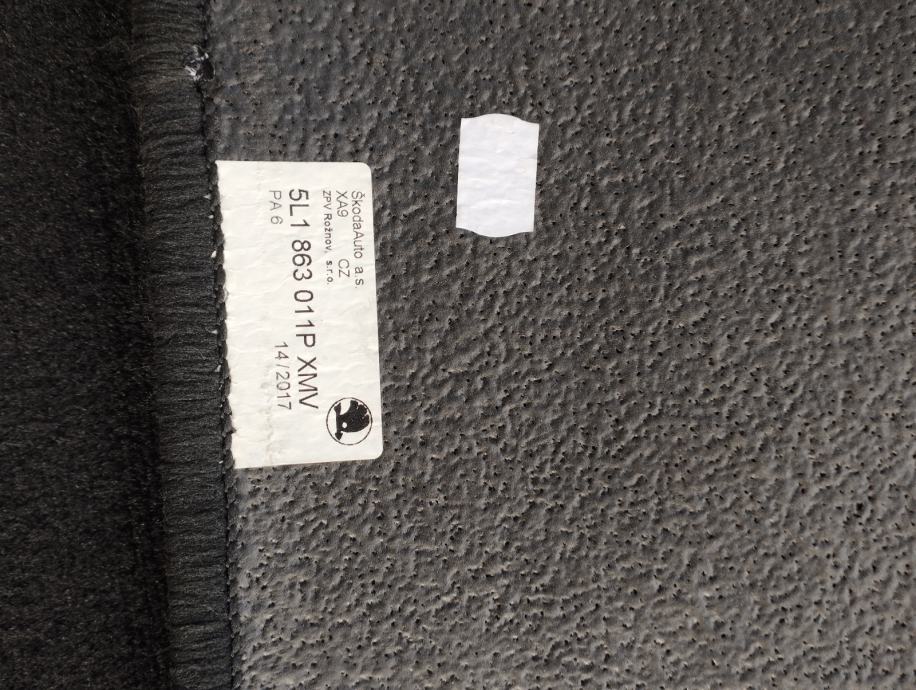 ŠkodaAuto a.s.
XA9 CZ
ZPV Rožnov, s.r.o.
5L1 863 011P XMV
PA 6 14/2017